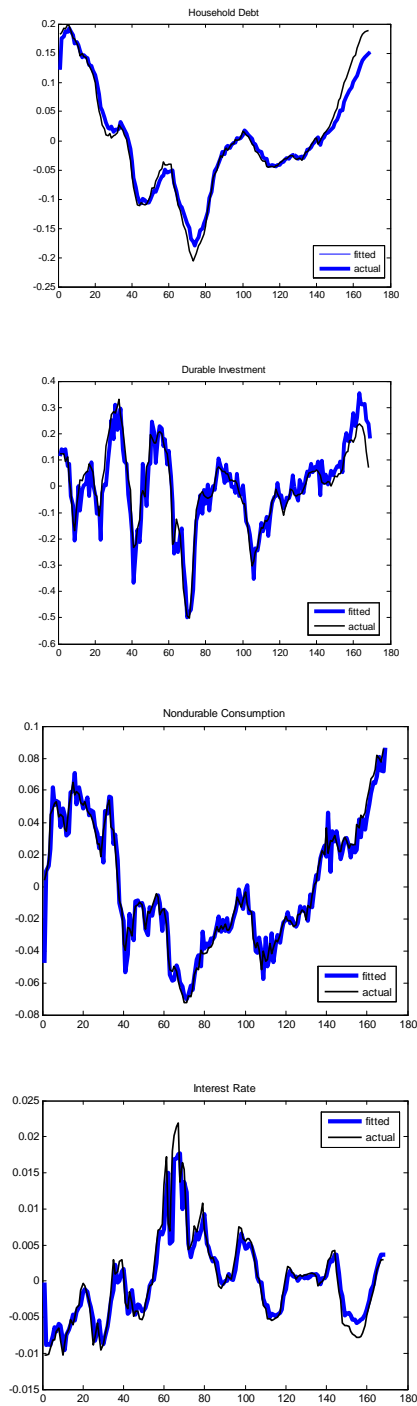 Household Debt
0.2
0.15
0.1
0.05
0
-0.05
-0.1
-0.15
-0.2
-0.25
0 20 40 60 80 100 120 140 160 180
fitted
actual
Durable Investment
0.4
0.3
0.2
0.1
0
-0.1
-0.2
-0.3
-0.4
-0.5
-0.6
0 20 40 60 80 100 120 140 160 180
fitted
actual
Nondurable Consumption
0.1
0.08
0.06
0.04
0.02
0
-0.02
-0.04
-0.06
-0.08
0 20 40 60 80 100 120 140 160 180
fitted
actual
Interest Rate
0.025
0.02
0.015
0.01
0.005
0
-0.005
-0.01
-0.015
0 20 40 60 80 100 120 140 160 180
fitted
actual